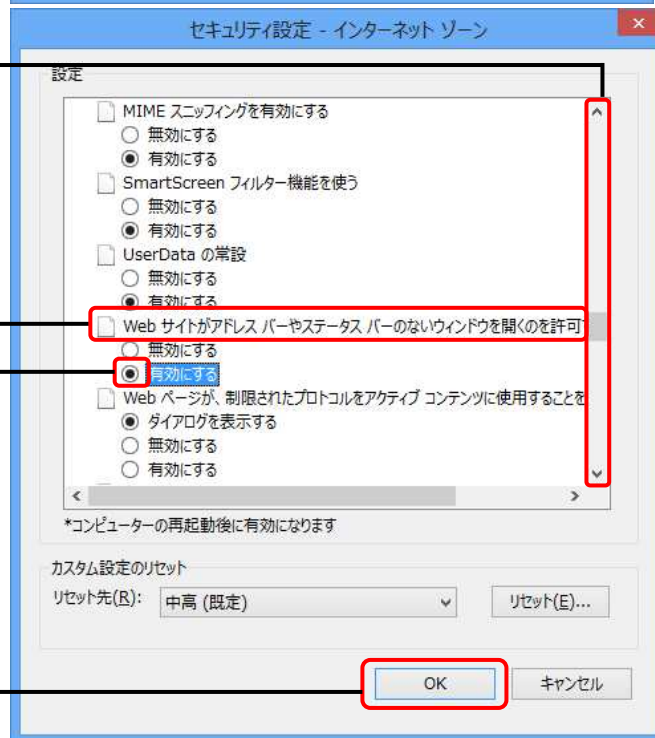 セキュリティ設定 - インターネット ゾーン
設定
MIME スニッフィングを有効にする
無効にする
有効にする
SmartScreen フィルター機能を使う
無効にする
有効にする
UserData の常設
無効にする
有効にする
Web サイトがアドレス バーやステータス バーのないウィンドウを開くのを許可
無効にする
有効にする
Web ページが、制限されたプロトコルをアクティブ コンテンツに使用することを
ダイアログを表示する
無効にする
有効にする
*コンピューターの再起動後に有効になります
カスタム設定のリセット
リセット先(R): 中高 (既定) リセット(E)...
OK キャンセル